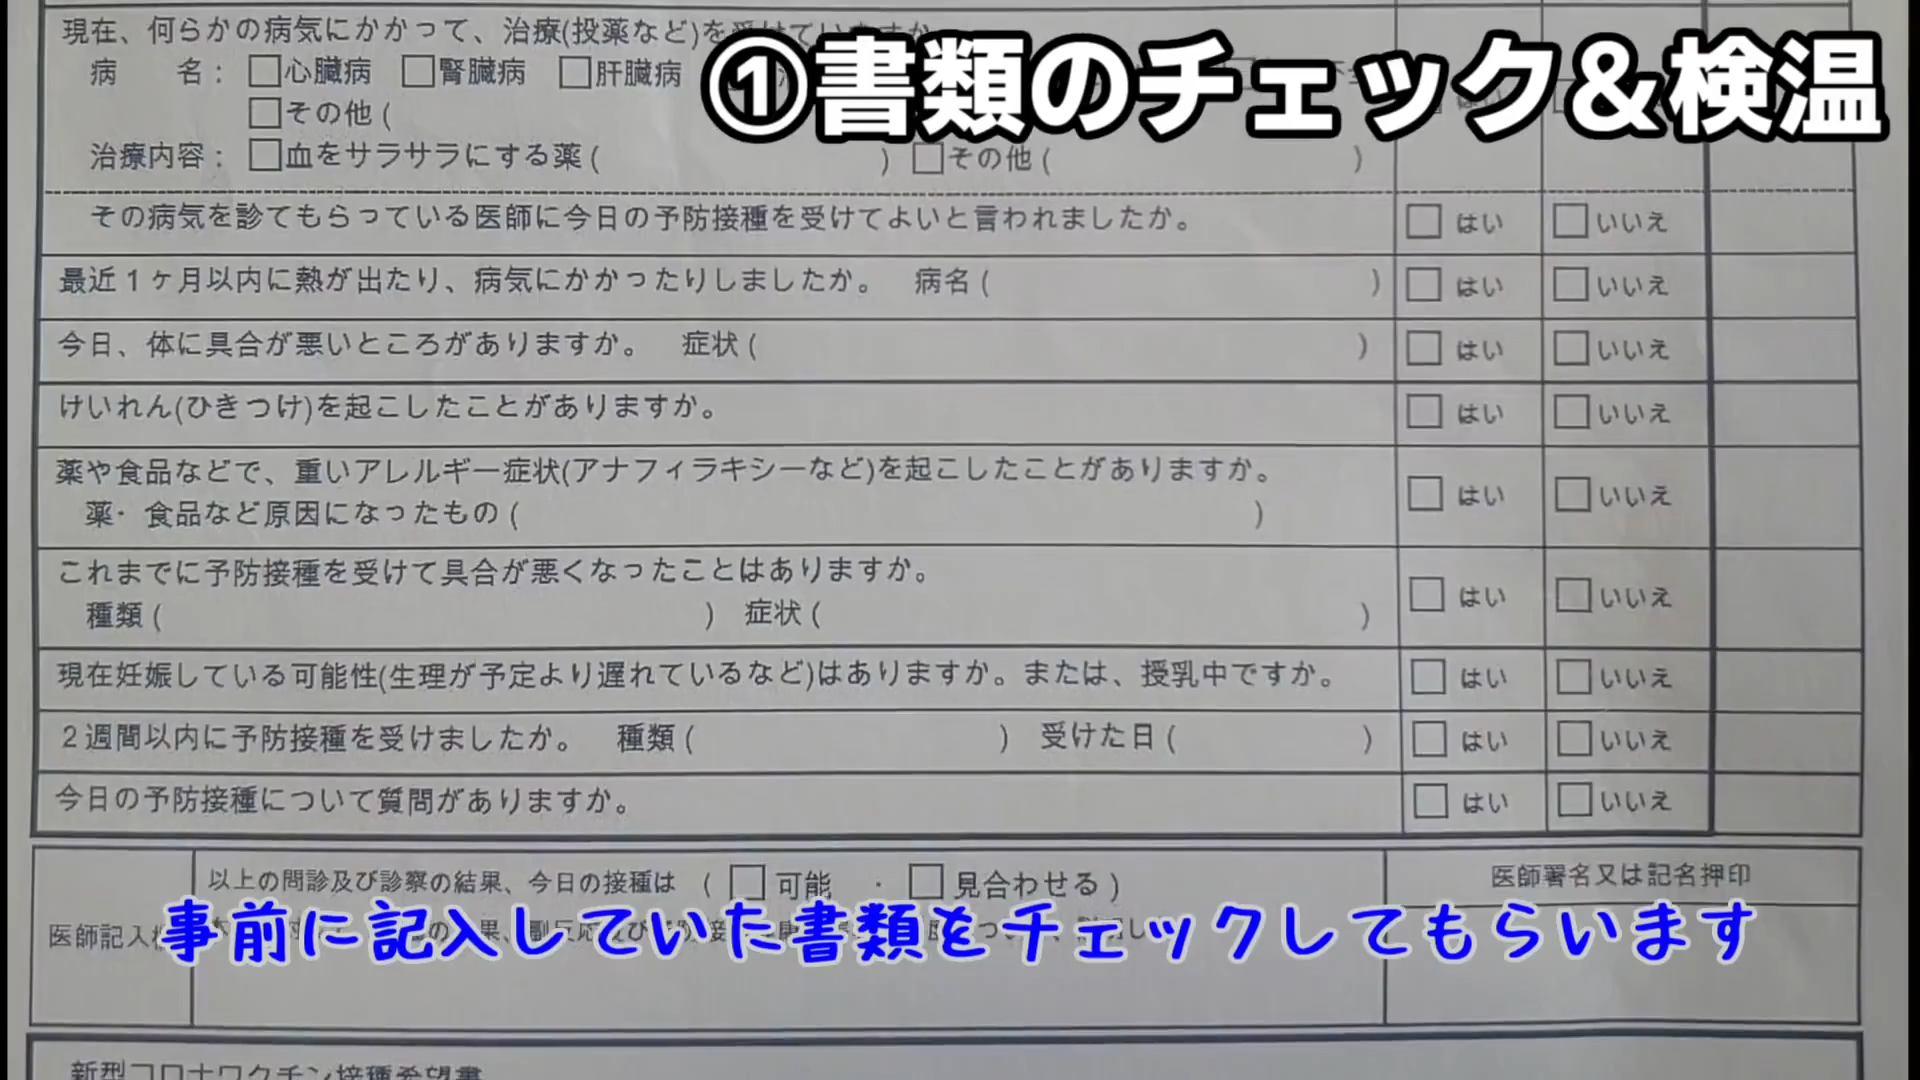 ①書類のチェック&検温
現在、何らかの病気にかかって、治療(投薬など)を受けていますか
病　名： □心臓病 □腎臓病 □肝臓病
□その他（
治療内容： □血をサラサラにする薬（　） □その他（　）
その病気を診てもらっている医師に今日の予防接種を受けてよいと言われましたか。 □ はい □ いいえ
最近１ヶ月以内に熱が出たり、病気にかかったりしましたか。 病名（　） □ はい □ いいえ
今日、体に具合が悪いところがありますか。 症状（　） □ はい □ いいえ
けいれん(ひきつけ)を起こしたことがありますか。 □ はい □ いいえ
薬や食品などで、重いアレルギー症状(アナフィラキシーなど)を起こしたことがありますか。 □ はい □ いいえ
薬・食品など原因になったもの（　）
これまでに予防接種を受けて具合が悪くなったことはありますか。 □ はい □ いいえ
種類（　） 症状（　）
現在妊娠している可能性(生理が予定より遅れているなど)はありますか。または、授乳中ですか。 □ はい □ いいえ
２週間以内に予防接種を受けましたか。 種類（　） 受けた日（　） □ はい □ いいえ
今日の予防接種について質問がありますか。 □ はい □ いいえ
以上の問診及び診察の結果、今日の接種は （ □ 可能 ・ □ 見合わせる ）
医師署名又は記名押印
医師記入
事前に記入していた書類をチェックしてもらいます
新型コロナワクチン接種希望書